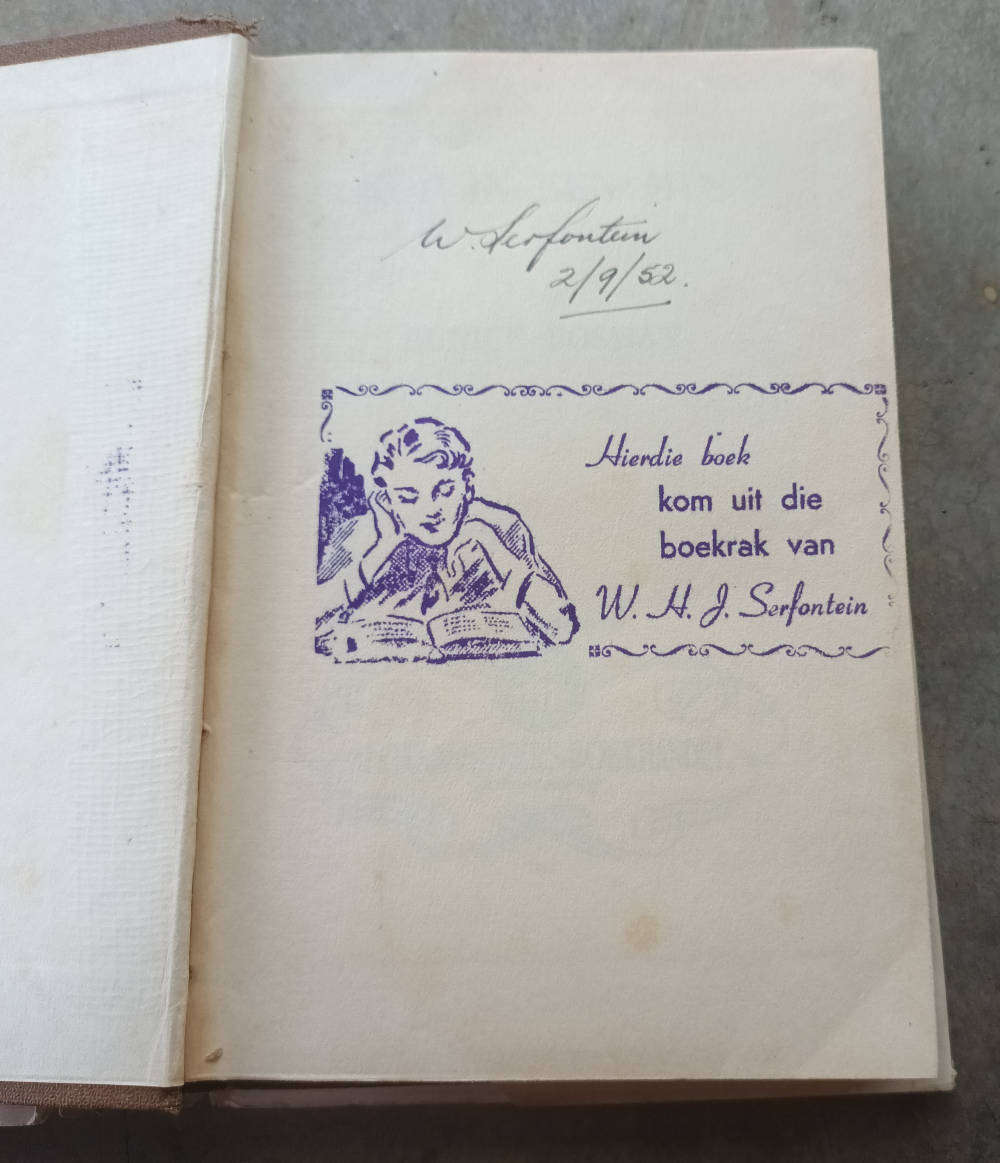 W. Serfontein
2/9/52.
Hierdie boek
kom uit die
boekrak van
W. H. J. Serfontein